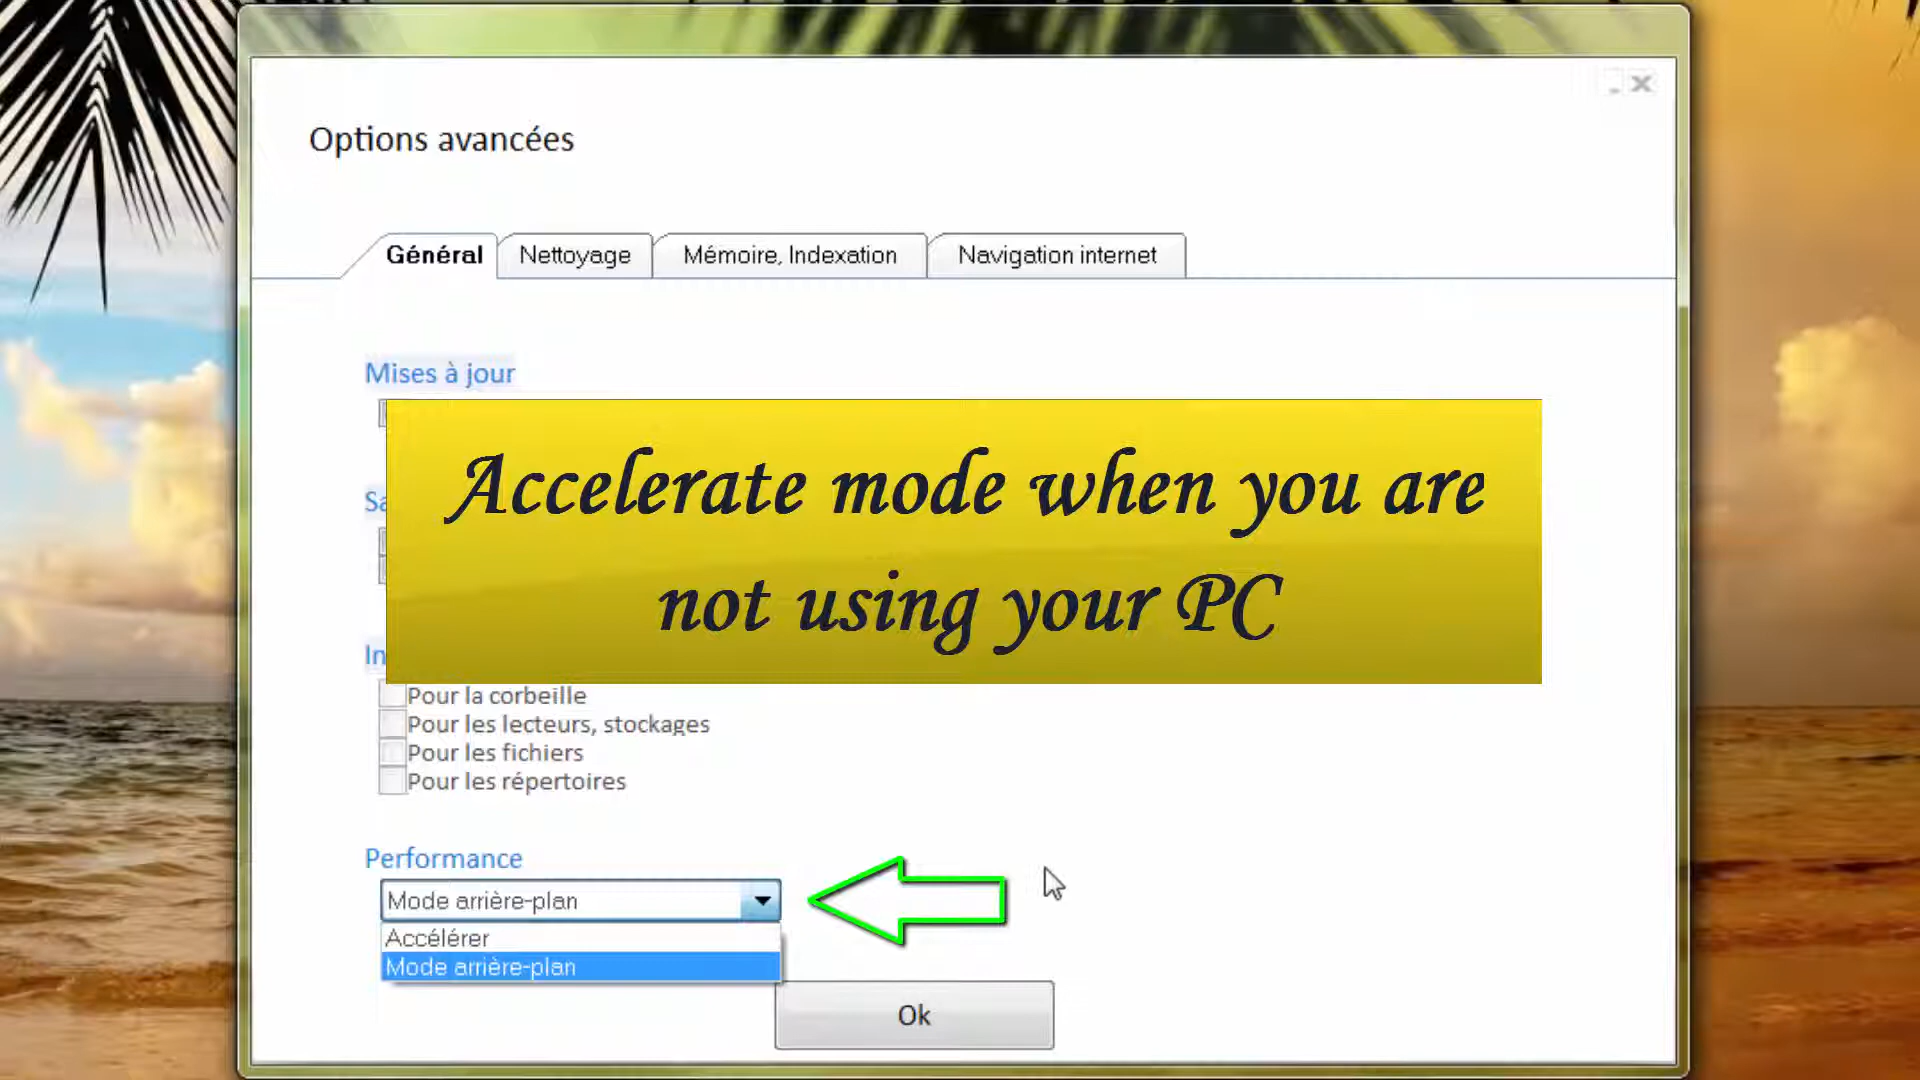 Options avancées
Général
Nettoyage
Mémoire, Indexation
Navigation internet
Mises à jour
Accelerate mode when you are
not using your PC
Pour la corbeille
Pour les lecteurs, stockages
Pour les fichiers
Pour les répertoires
Performance
Mode arrière-plan
Accélérer
Mode arrière-plan
Ok